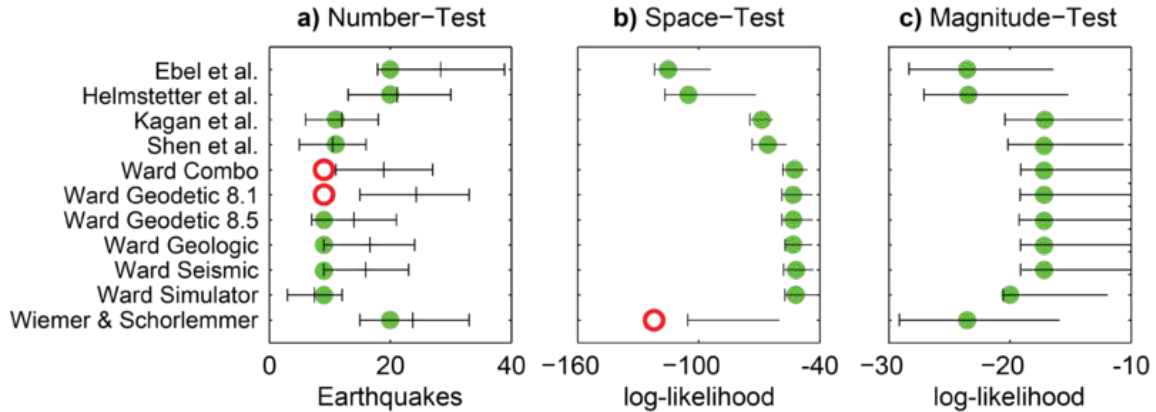 a) Number−Test
b) Space−Test
c) Magnitude−Test
Ebel et al.
Helmstetter et al.
Kagan et al.
Shen et al.
Ward Combo
Ward Geodetic 8.1
Ward Geodetic 8.5
Ward Geologic
Ward Seismic
Ward Simulator
Wiemer & Schorlemmer
0 20 40
−160 −100 -40
−30 −20 -10
Earthquakes
log−likelihood
log−likelihood